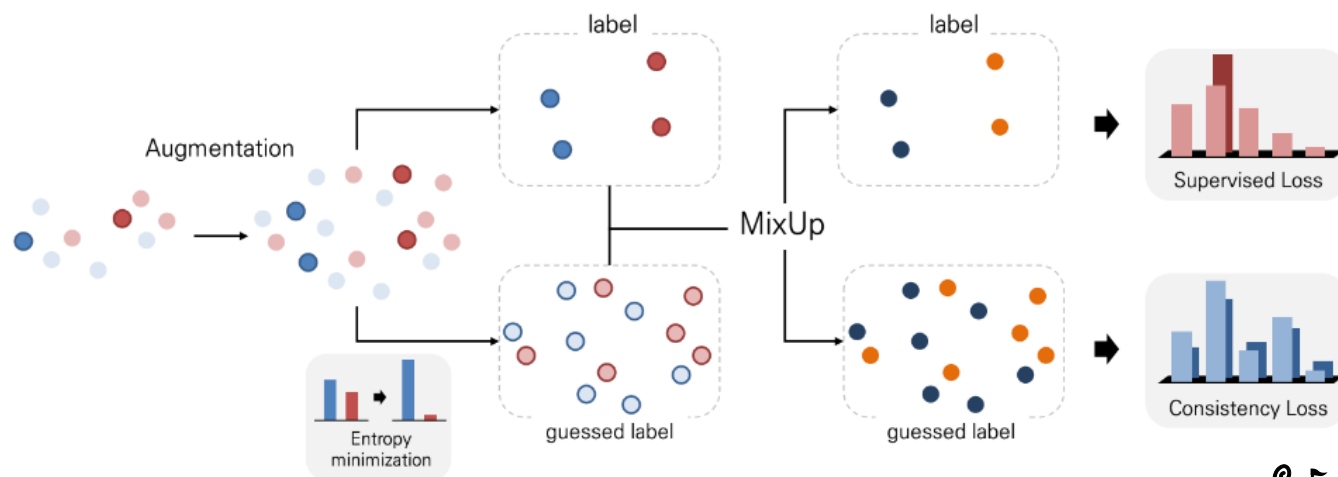 label
label
Augmentation
Supervised Loss
MixUp
guessed label
guessed label
Entropy
minimization
Consistency Loss